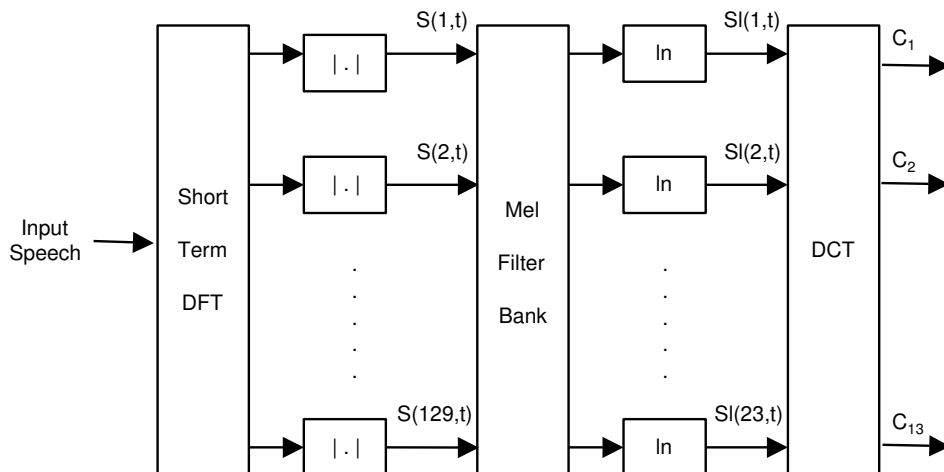 S(1,t) Sl(1,t)
C1
| . | ln
S(2,t) Sl(2,t)
C2
| . | ln
Short
Term
DFT
Mel
Filter
Bank
DCT
Input
Speech
.
.
.
.
.
.
.
.
.
.
S(129,t) Sl(23,t)
C13
| . | ln